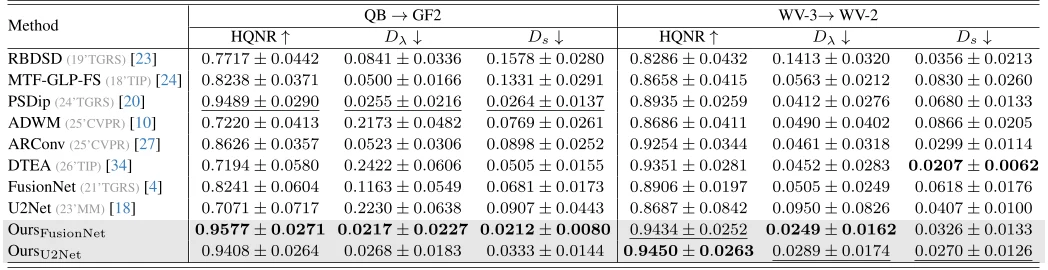 Method QB → GF2 WV-3→ WV-2
HQNR ↑ Dλ ↓ Ds ↓ HQNR ↑ Dλ ↓ Ds ↓
RBDSD (19'TGRS) [23] 0.7717 ± 0.0442 0.0841 ± 0.0336 0.1578 ± 0.0280 0.8286 ± 0.0432 0.1413 ± 0.0320 0.0356 ± 0.0213
MTF-GLP-FS (18'TIP) [24] 0.8238 ± 0.0371 0.0500 ± 0.0166 0.1331 ± 0.0291 0.8658 ± 0.0415 0.0563 ± 0.0212 0.0830 ± 0.0260
PSDip (24'TGRS) [20] 0.9489 ± 0.0290 0.0255 ± 0.0216 0.0264 ± 0.0137 0.8935 ± 0.0259 0.0412 ± 0.0276 0.0680 ± 0.0133
ADWM (25'CVPR) [10] 0.7220 ± 0.0413 0.2173 ± 0.0482 0.0769 ± 0.0261 0.8686 ± 0.0411 0.0490 ± 0.0402 0.0866 ± 0.0205
ARConv (25'CVPR) [27] 0.8626 ± 0.0357 0.0523 ± 0.0306 0.0898 ± 0.0252 0.9254 ± 0.0344 0.0461 ± 0.0318 0.0299 ± 0.0114
DTEA (26'TIP) [34] 0.7194 ± 0.0580 0.2422 ± 0.0606 0.0505 ± 0.0155 0.9351 ± 0.0281 0.0452 ± 0.0283 0.0207 ± 0.0062
FusionNet (21'TGRS) [4] 0.8241 ± 0.0604 0.1163 ± 0.0549 0.0681 ± 0.0173 0.8906 ± 0.0197 0.0505 ± 0.0249 0.0618 ± 0.0176
U2Net (23'MM) [18] 0.7071 ± 0.0717 0.2230 ± 0.0638 0.0907 ± 0.0443 0.8687 ± 0.0842 0.0950 ± 0.0826 0.0407 ± 0.0100
OursFusionNet 0.9577 ± 0.0271 0.0217 ± 0.0227 0.0212 ± 0.0080 0.9434 ± 0.0252 0.0249 ± 0.0162 0.0326 ± 0.0133
OursU2Net 0.9408 ± 0.0264 0.0268 ± 0.0183 0.0333 ± 0.0144 0.9450 ± 0.0263 0.0289 ± 0.0174 0.0270 ± 0.0126